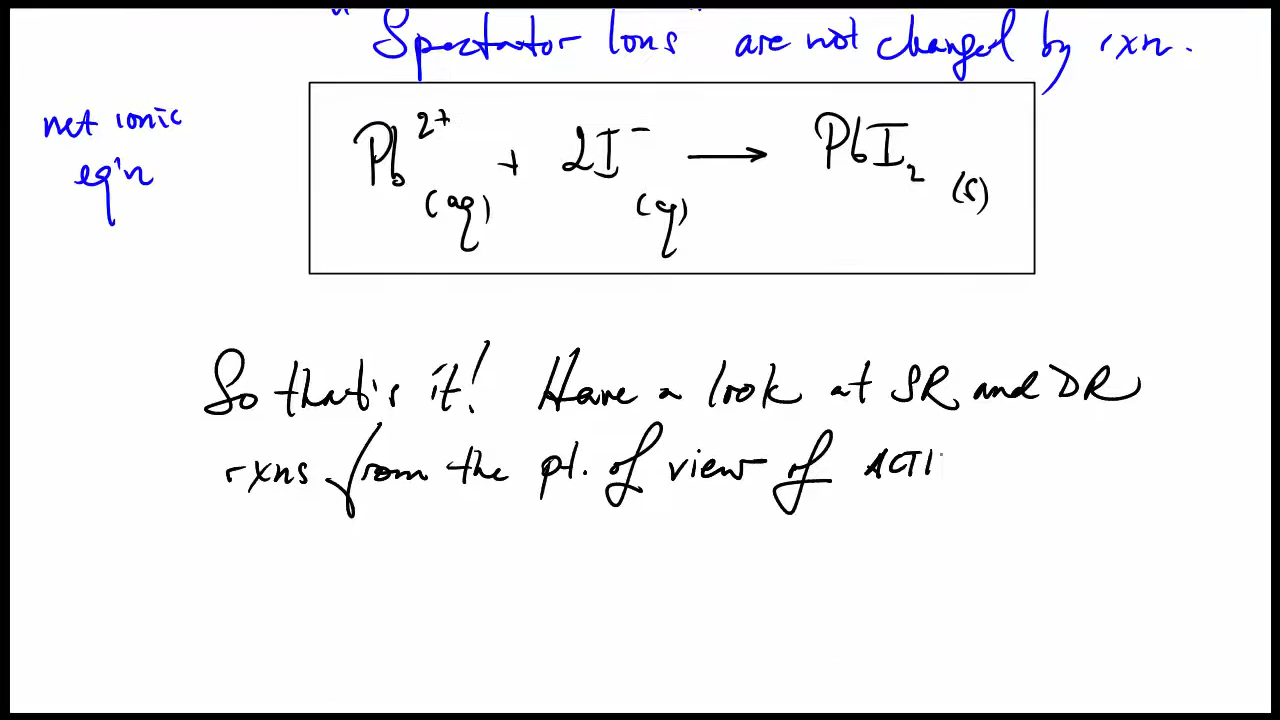 "Spectator Ions" are not changed by rxn.
net ionic
eq'n
Pb²⁺(aq) + 2I⁻(aq) → PbI₂(s)
So that's it! Have a look at SR and DR
rxns from the pt. of view of ACTI